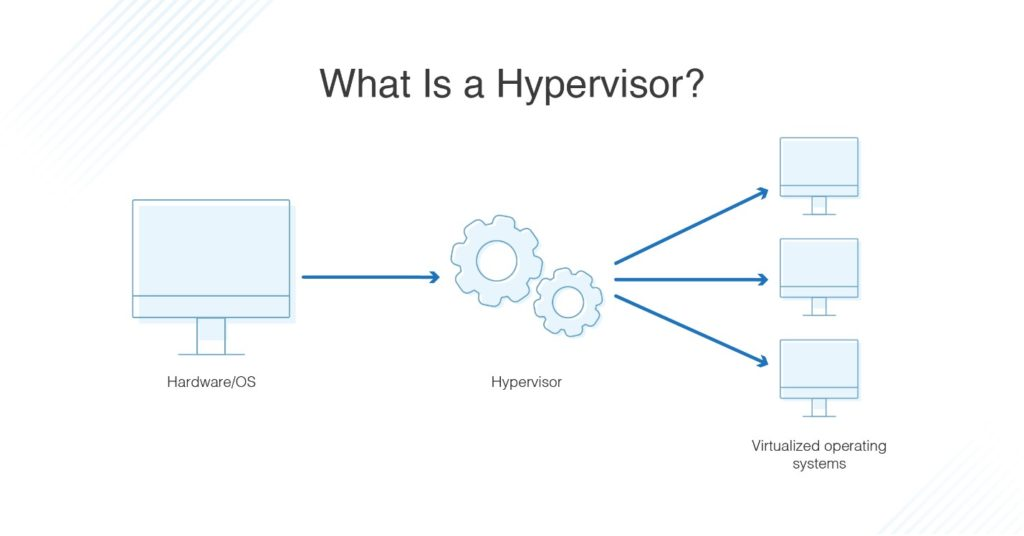 What Is a Hypervisor?
Hardware/OS
Hypervisor
Virtualized operating
systems